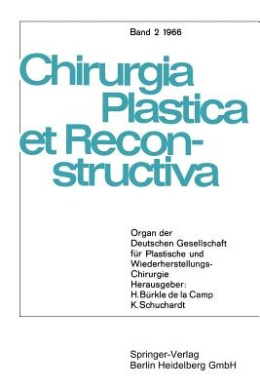 Band 2 1966
Chirurgia
Plastica
et Recon-
structiva
Organ der
Deutschen Gesellschaft
für Plastische und
Wiederherstellungs-
Chirurgie
Herausgeber:
H.Bürkle de la Camp
K.Schuchardt
Springer-Verlag
Berlin Heidelberg GmbH